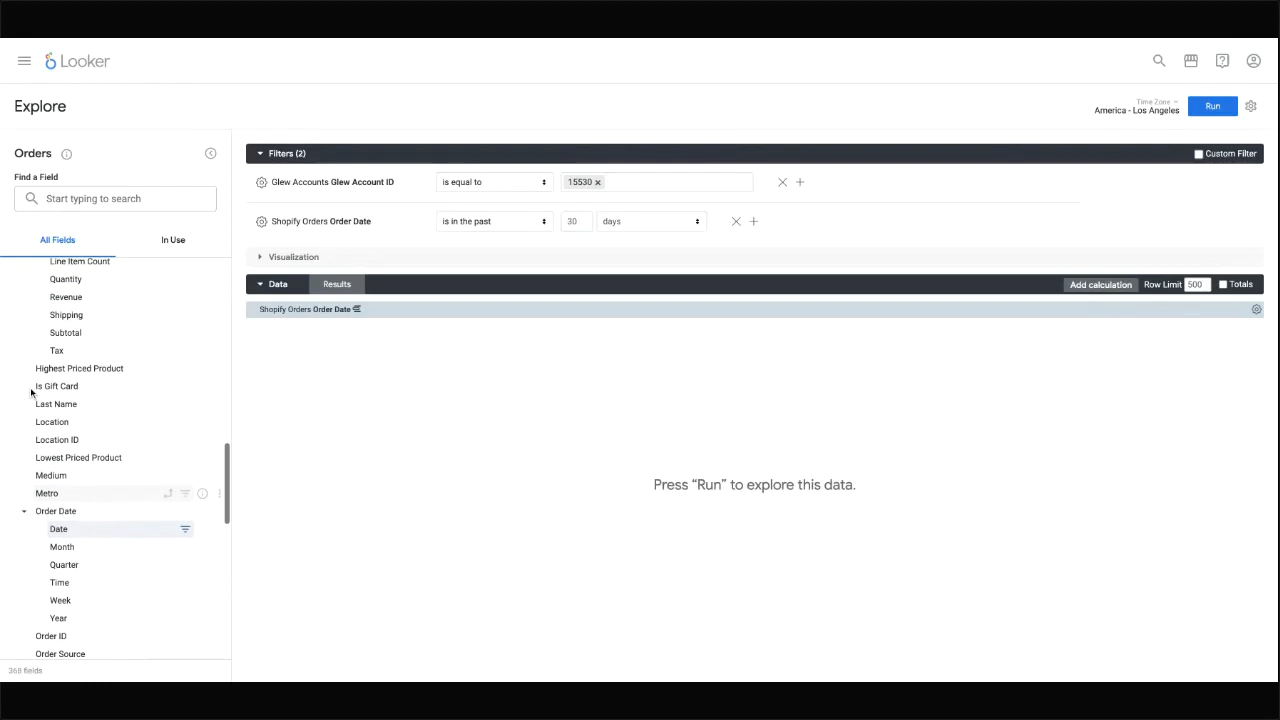 Looker
Explore
Time Zone
America - Los Angeles
Run
Orders
Find a Field
Start typing to search
All Fields
In Use
Line Item Count
Quantity
Revenue
Shipping
Subtotal
Tax
Highest Priced Product
Is Gift Card
Last Name
Location
Location ID
Lowest Priced Product
Medium
Metro
Order Date
Date
Month
Quarter
Time
Week
Year
Order ID
Order Source
368 fields
Filters (2)
Custom Filter
Glew Accounts Glew Account ID
is equal to
15530
Shopify Orders Order Date
is in the past
30
days
Visualization
Data
Results
Add calculation
Row Limit
500
Totals
Shopify Orders Order Date
Press “Run” to explore this data.